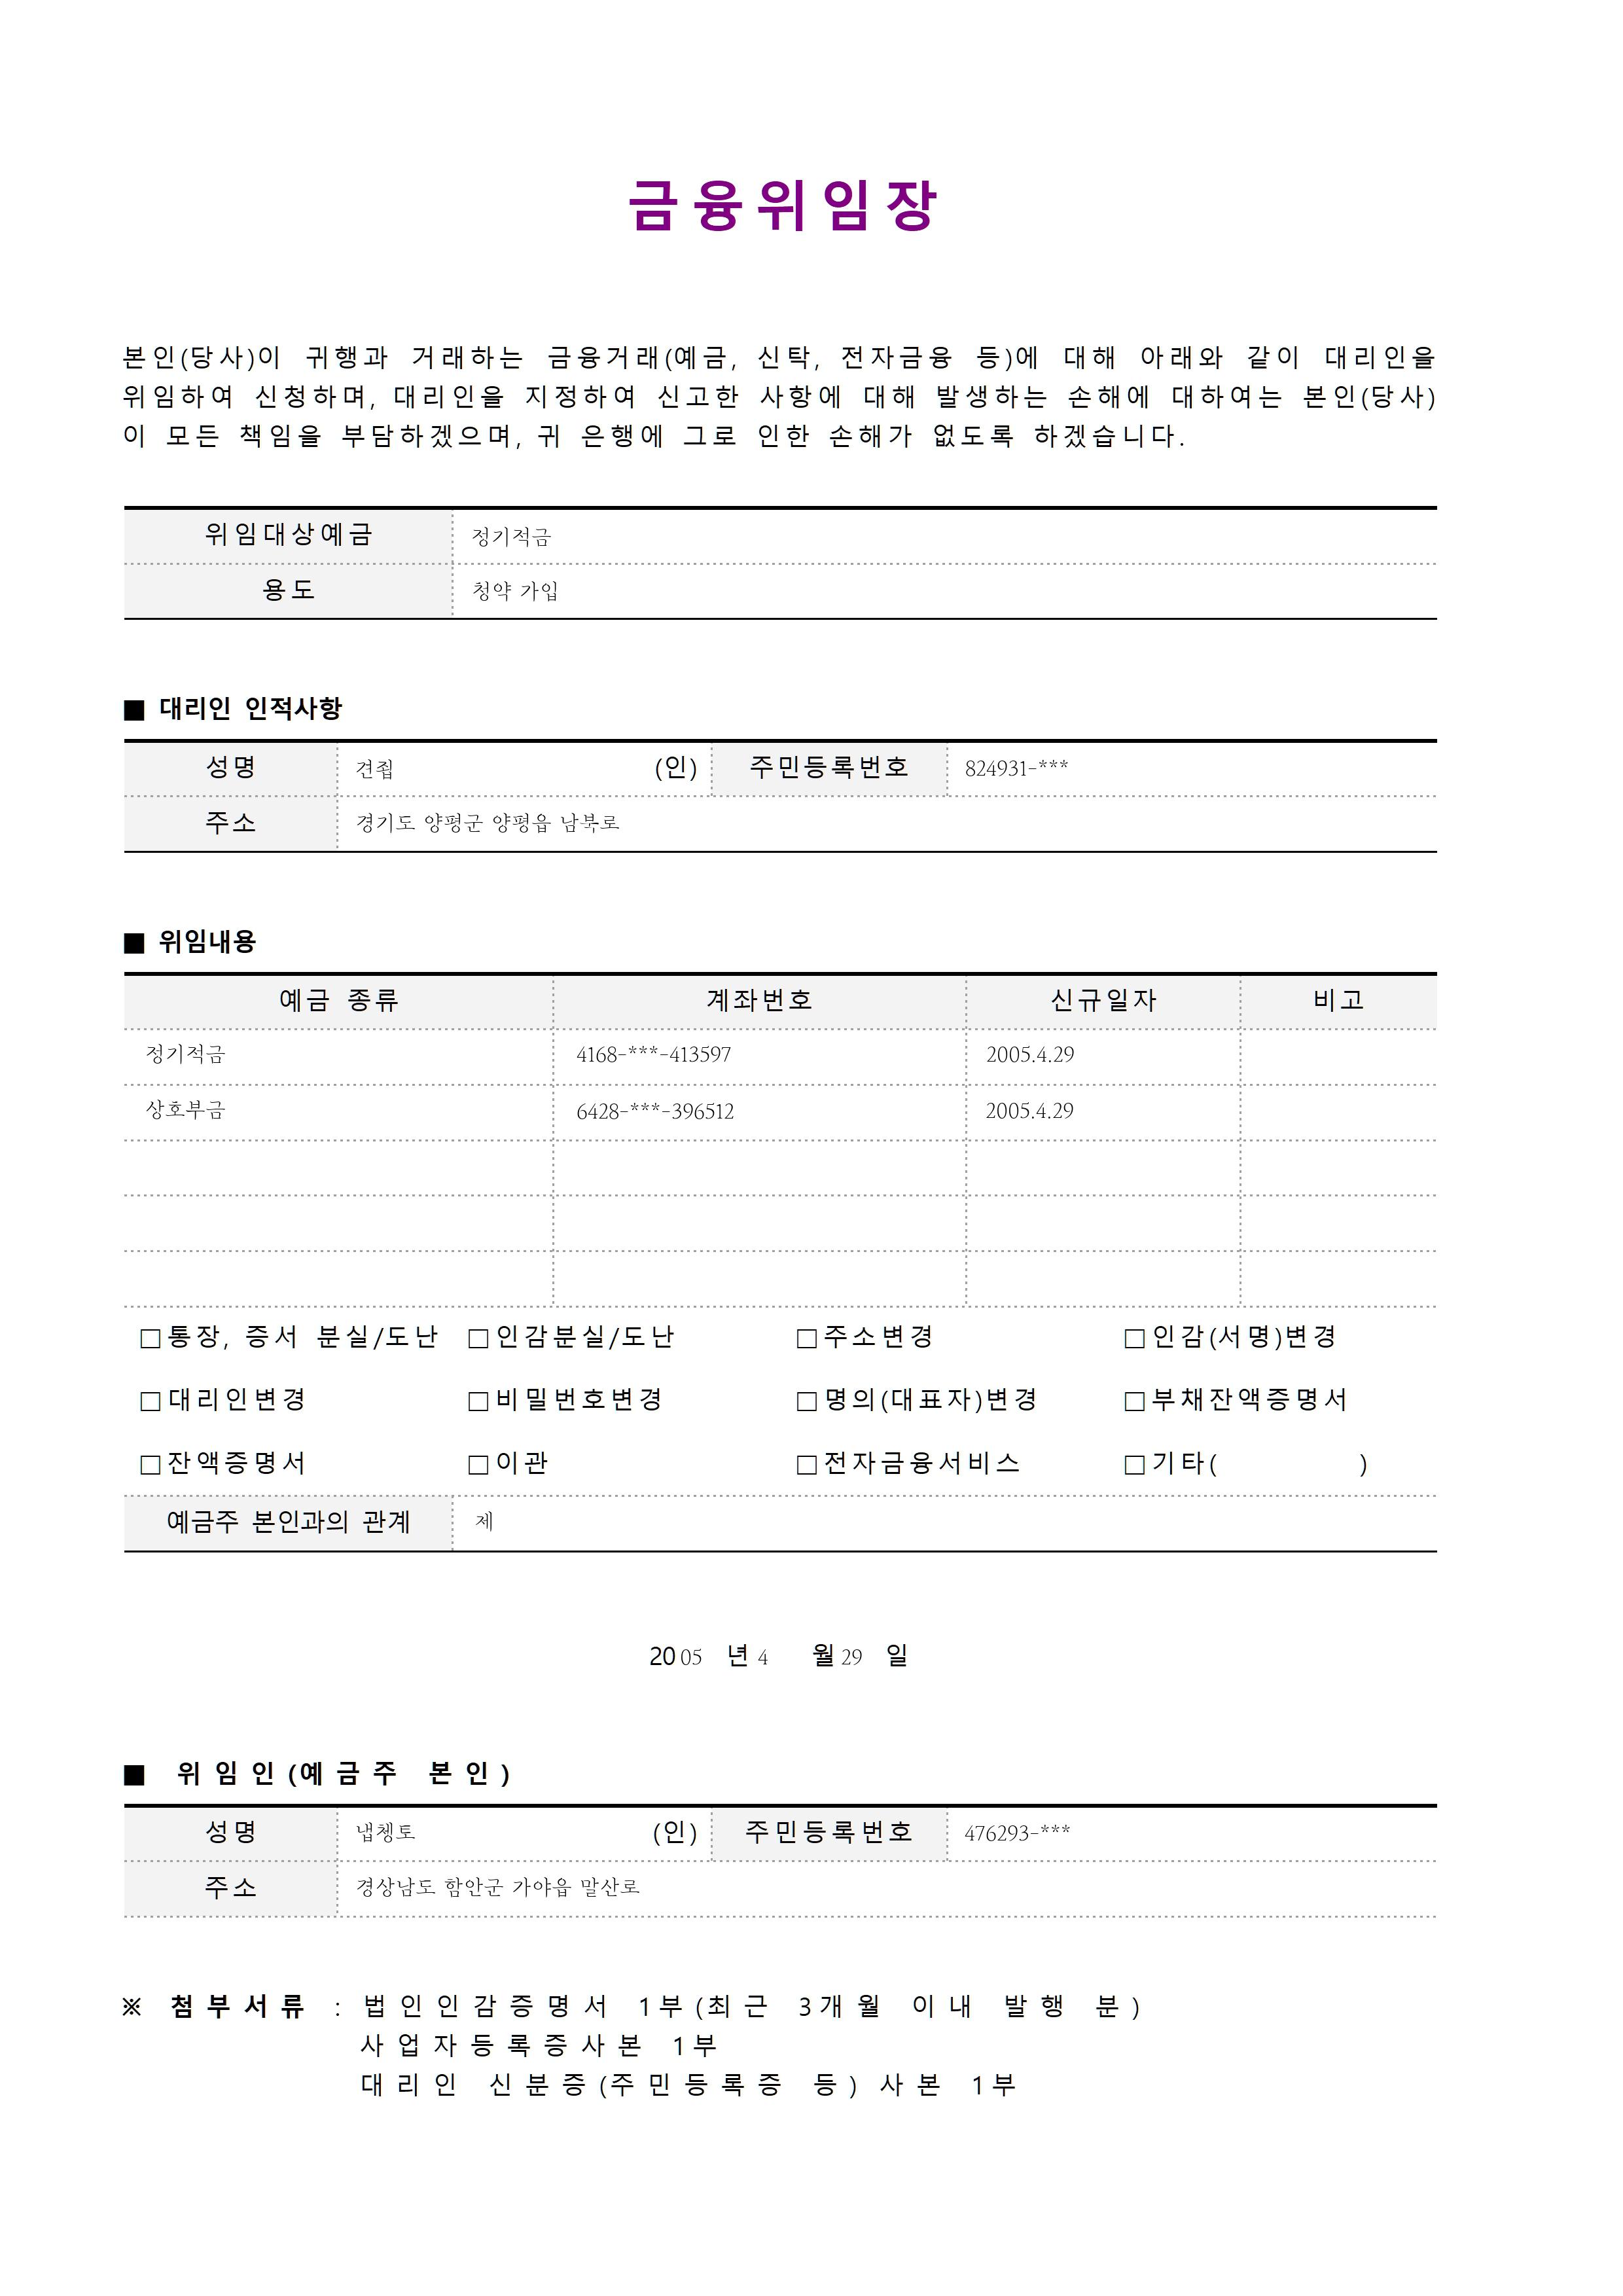 금융위임장
본인(당사)이 귀행과 거래하는 금융거래(예금, 신탁, 전자금융 등)에 대해 아래와 같이 대리인을
위임하여 신청하며, 대리인을 지정하여 신고한 사항에 대해 발생하는 손해에 대하여는 본인(당사)
이 모든 책임을 부담하겠으며, 귀 은행에 그로 인한 손해가 없도록 하겠습니다.
위임대상예금 정기적금
용도 청약 가입
■ 대리인 인적사항
성명 견줩 (인) 주민등록번호 824931-***
주소 경기도 양평군 양평읍 남북로
■ 위임내용
예금 종류 계좌번호 신규일자 비고
정기적금 4168-***-413597 2005.4.29
상호부금 6428-***-396512 2005.4.29
□통장, 증서 분실/도난 □인감분실/도난 □주소변경 □인감(서명)변경
□대리인변경 □비밀번호변경 □명의(대표자)변경 □부채잔액증명서
□잔액증명서 □이관 □전자금융서비스 □기타( )
예금주 본인과의 관계 제
2005 년 4 월 29 일
■ 위임인(예금주 본인)
성명 냅쳉토 (인) 주민등록번호 476293-***
주소 경상남도 함안군 가야읍 말산로
※ 첨부서류 : 법인인감증명서 1부(최근 3개월 이내 발행 분)
사업자등록증사본 1부
대리인 신분증(주민등록증 등) 사본 1부